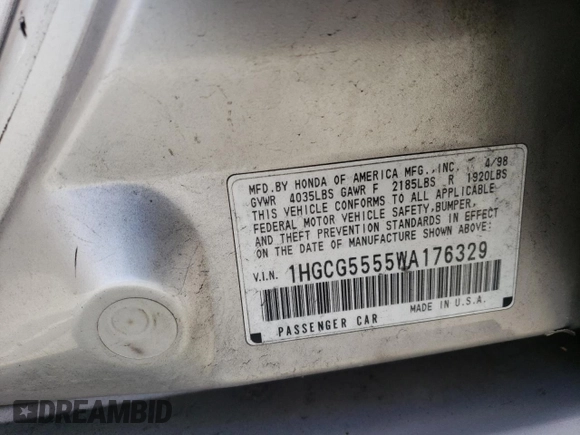 MFD.BY HONDA OF AMERICA MFG.,INC. 4/98
GVWR 4035LBS GAWR F 2185LBS R 1920LBS
THIS VEHICLE CONFORMS TO ALL APPLICABLE
FEDERAL MOTOR VEHICLE SAFETY,BUMPER,
AND THEFT PREVENTION STANDARDS IN EFFECT
ON THE DATE OF MANUFACTURE SHOWN ABOVE.
V.I.N. 1HGCG5555WA176329
PASSENGER CAR MADE IN U.S.A.
DREAMBID